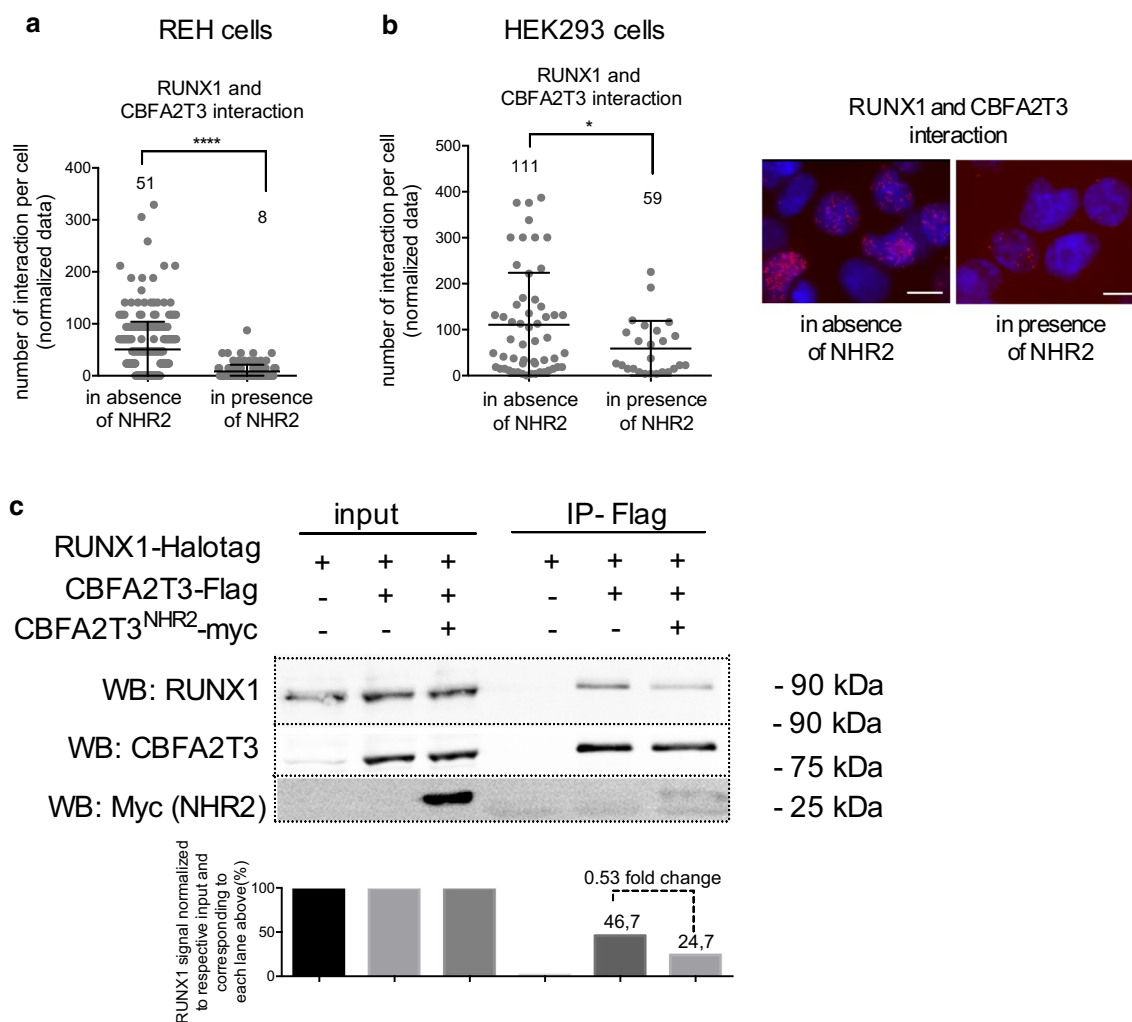 a
REH cells
RUNX1 and
CBFA2T3 interaction
****
number of interaction per cell
(normalized data)
400
300
200
100
0
51
8
in absence
of NHR2
in presence
of NHR2
b
HEK293 cells
RUNX1 and
CBFA2T3 interaction
*
number of interaction per cell
(normalized data)
500
400
300
200
100
0
111
59
in absence
of NHR2
in presence
of NHR2
RUNX1 and CBFA2T3
interaction
in absence
of NHR2
in presence
of NHR2
c
input
IP- Flag
RUNX1-Halotag + + + + + +
CBFA2T3-Flag - + + - + +
CBFA2T3NHR2-myc - - + - - +
WB: RUNX1
- 90 kDa
- 90 kDa
WB: CBFA2T3
- 75 kDa
WB: Myc (NHR2)
- 25 kDa
RUNX1 signal normalized
to respective input and
corresponding to
each lane above(%)
100
50
0
0.53 fold change
46,7
24,7